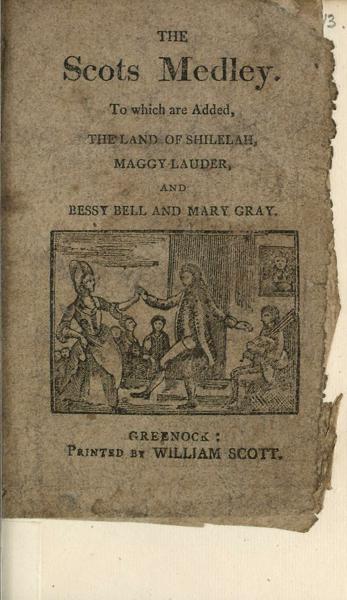 13
THE
Scots Medley.
To which are Added,
THE LAND OF SHILELAH,
MAGGY LAUDER,
AND
BESSY BELL AND MARY GRAY.
GREENOCK:
PRINTED BY WILLIAM SCOTT.